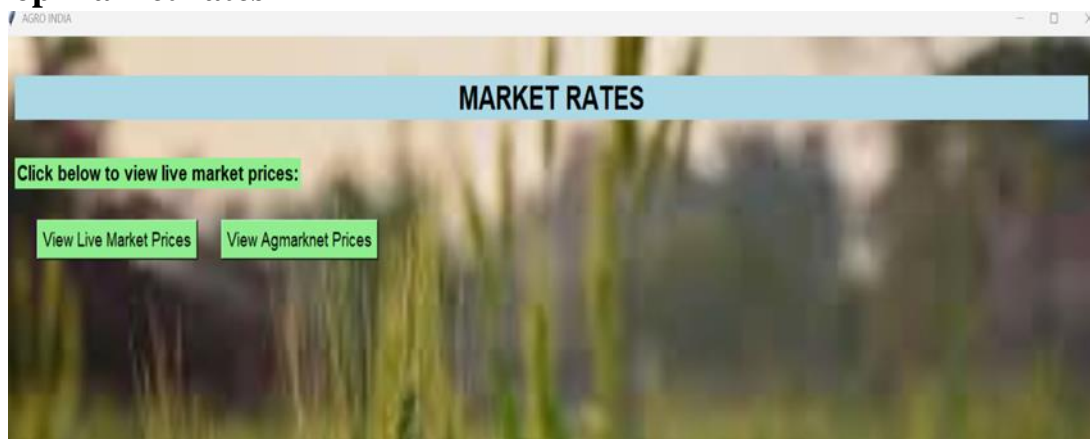 AGRO INDIA
MARKET RATES
Click below to view live market prices:
View Live Market Prices View Agmarknet Prices